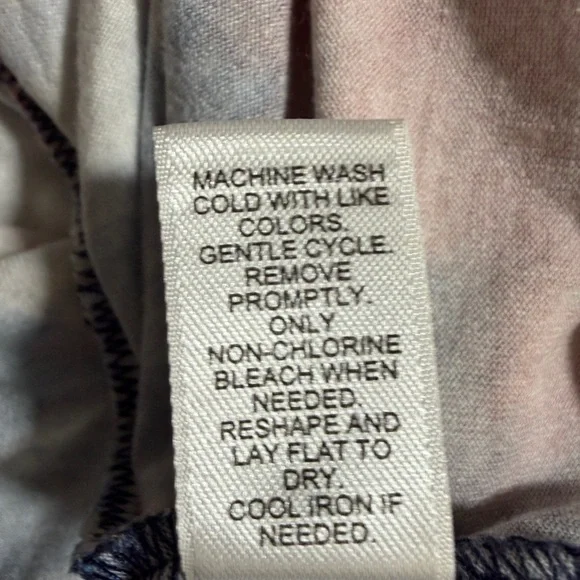 MACHINE WASH
COLD WITH LIKE
COLORS.
GENTLE CYCLE.
REMOVE
PROMPTLY.
ONLY
NON-CHLORINE
BLEACH WHEN
NEEDED.
RESHAPE AND
LAY FLAT TO
DRY.
COOL IRON IF
NEEDED.